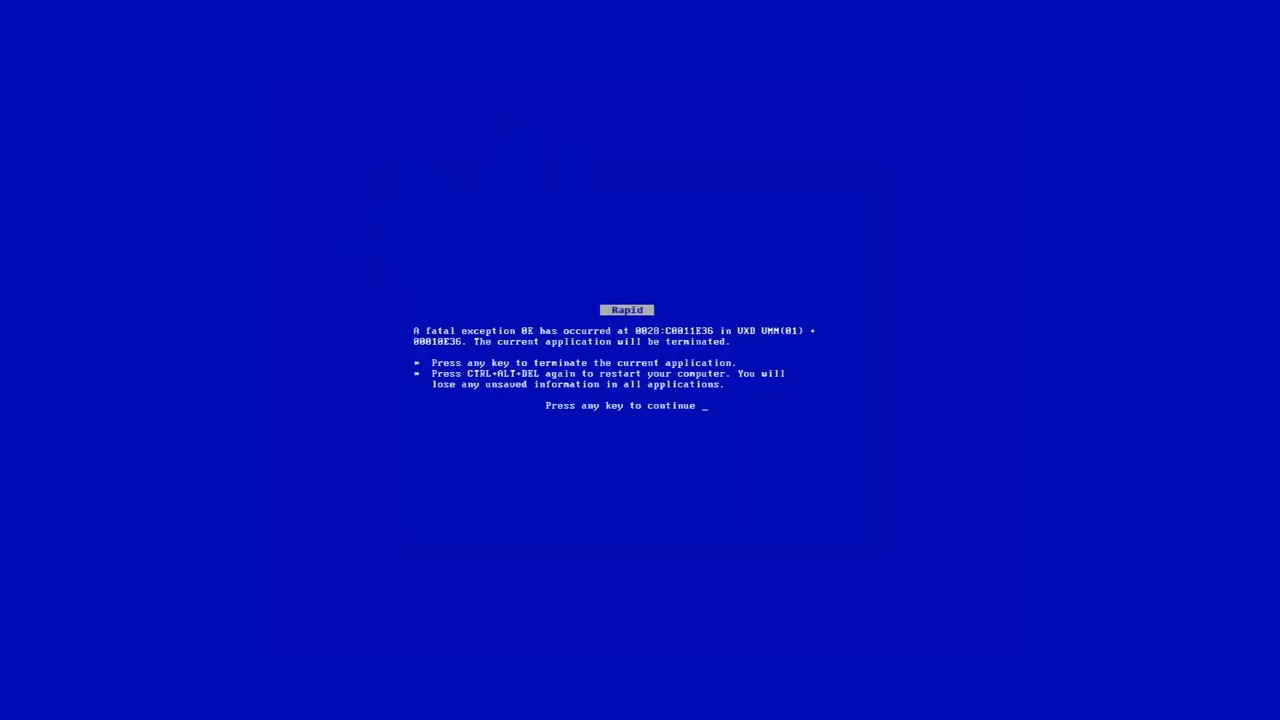 Rapid
A fatal exception 0E has occurred at 0028:C0011E36 in VXD VMM(01) +
00010E36. The current application will be terminated.
* Press any key to terminate the current application.
* Press CTRL+ALT+DEL again to restart your computer. You will
lose any unsaved information in all applications.
Press any key to continue _